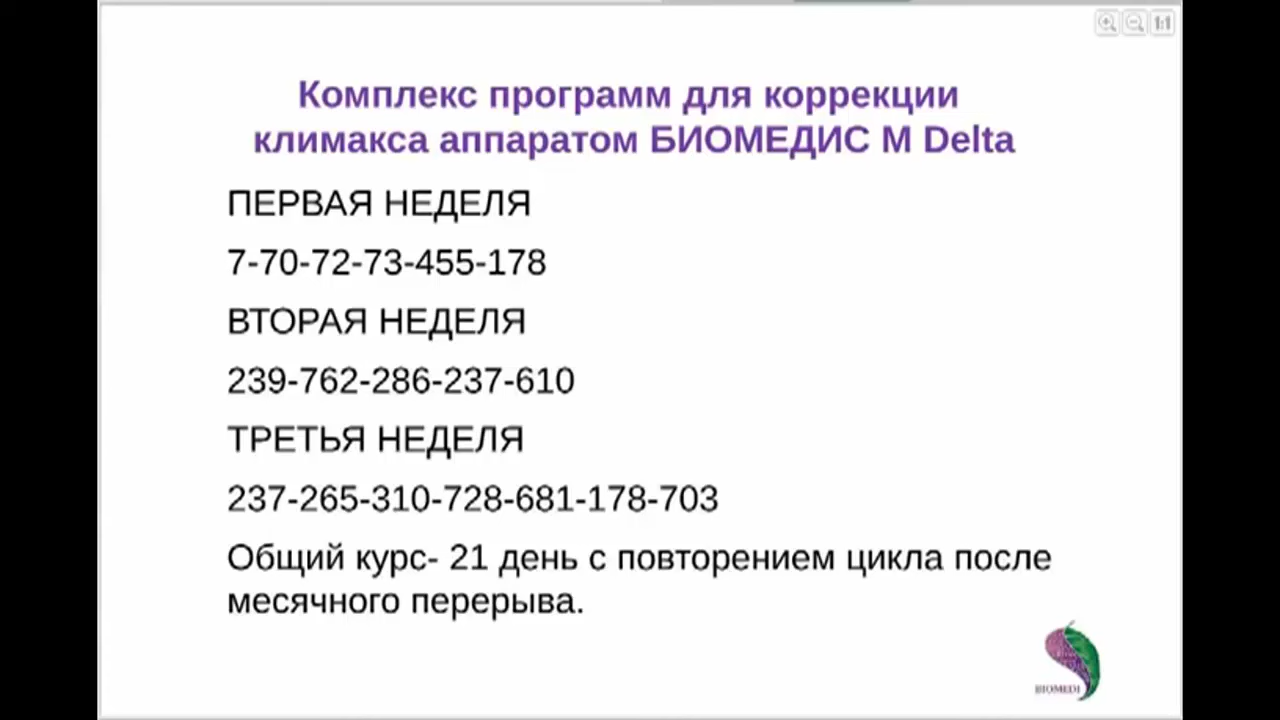 1:1
Комплекс программ для коррекции
климакса аппаратом БИОМЕДИС М Delta
ПЕРВАЯ НЕДЕЛЯ
7-70-72-73-455-178
ВТОРАЯ НЕДЕЛЯ
239-762-286-237-610
ТРЕТЬЯ НЕДЕЛЯ
237-265-310-728-681-178-703
Общий курс- 21 день с повторением цикла после
месячного перерыва.
BIOMEDI